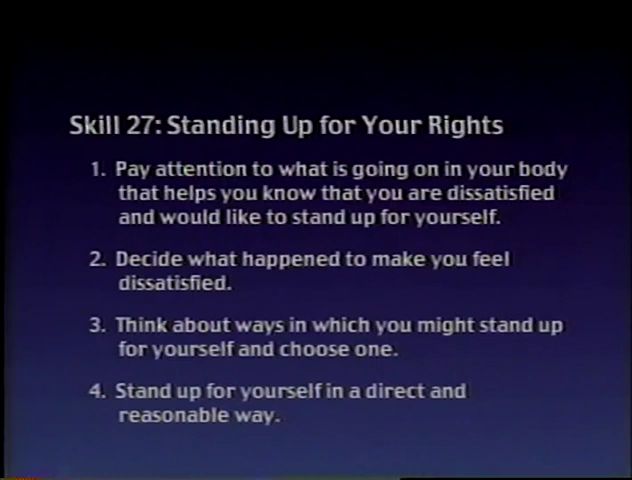 Skill 27: Standing Up for Your Rights
1. Pay attention to what is going on in your body
that helps you know that you are dissatisfied
and would like to stand up for yourself.
2. Decide what happened to make you feel
dissatisfied.
3. Think about ways in which you might stand up
for yourself and choose one.
4. Stand up for yourself in a direct and
reasonable way.